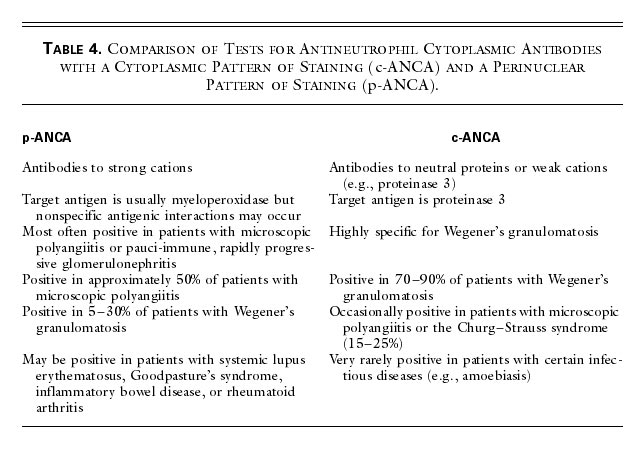 TABLE 4. COMPARISON OF TESTS FOR ANTINEUTROPHIL CYTOPLASMIC ANTIBODIES
WITH A CYTOPLASMIC PATTERN OF STAINING (c-ANCA) AND A PERINUCLEAR
PATTERN OF STAINING (p-ANCA).
p-ANCA
c-ANCA
Antibodies to strong cations
Antibodies to neutral proteins or weak cations
(e.g., proteinase 3)
Target antigen is usually myeloperoxidase but
nonspecific antigenic interactions may occur
Target antigen is proteinase 3
Most often positive in patients with microscopic
polyangiitis or pauci-immune, rapidly progres-
sive glomerulonephritis
Highly specific for Wegener's granulomatosis
Positive in approximately 50% of patients with
microscopic polyangiitis
Positive in 70–90% of patients with Wegener's
granulomatosis
Positive in 5–30% of patients with Wegener's
granulomatosis
Occasionally positive in patients with microscopic
polyangiitis or the Churg–Strauss syndrome
(15–25%)
May be positive in patients with systemic lupus
erythematosus, Goodpasture's syndrome,
inflammatory bowel disease, or rheumatoid
arthritis
Very rarely positive in patients with certain infec-
tious diseases (e.g., amoebiasis)